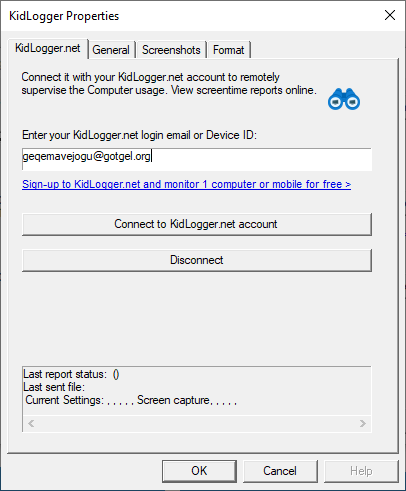 KidLogger Properties
KidLogger.net General Screenshots Format
Connect it with your KidLogger.net account to remotely
supervise the Computer usage. View screentime reports online.
Enter your KidLogger.net login email or Device ID:
geqemavejogu@gotgel.org
Sign-up to KidLogger.net and monitor 1 computer or mobile for free >
Connect to KidLogger.net account
Disconnect
Last report status: ()
Last sent file:
Current Settings: , , , , , Screen capture, , , , ,
OK Cancel Help